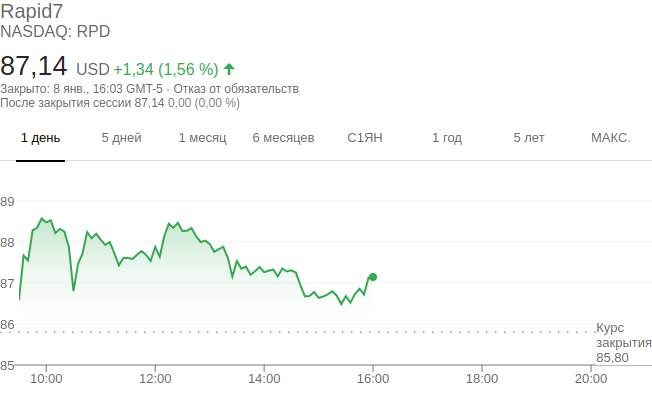 Rapid7
NASDAQ: RPD
87,14 USD +1,34 (1,56 %)
Закрыто: 8 янв., 16:03 GMT-5 · Отказ от обязательств
После закрытия сессии 87,14 0,00 (0,00 %)
1 день 5 дней 1 месяц 6 месяцев С1ЯН 1 год 5 лет МАКС.
89
88
87
86
Курс
закрытия
85,80
85
10:00 12:00 14:00 16:00 18:00 20:00